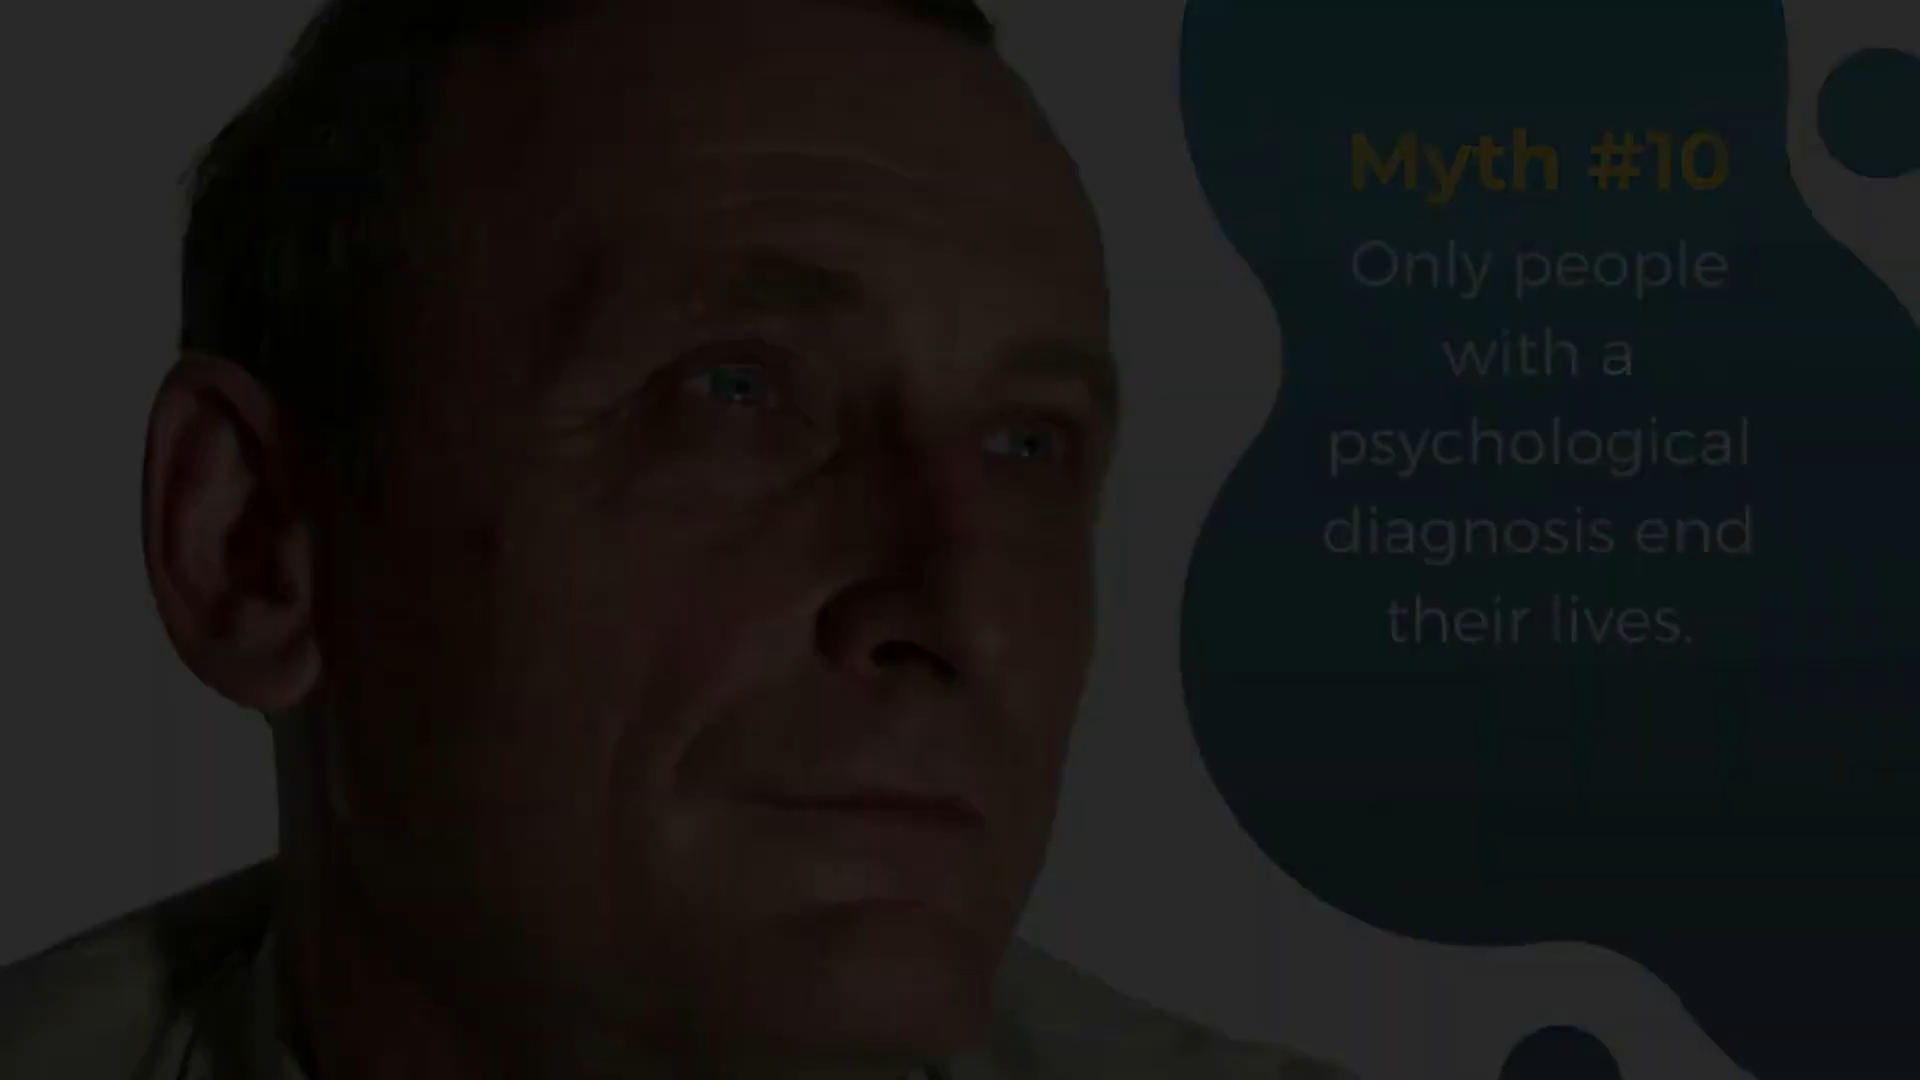 Myth #10
Only people
with a
psychological
diagnosis end
their lives.